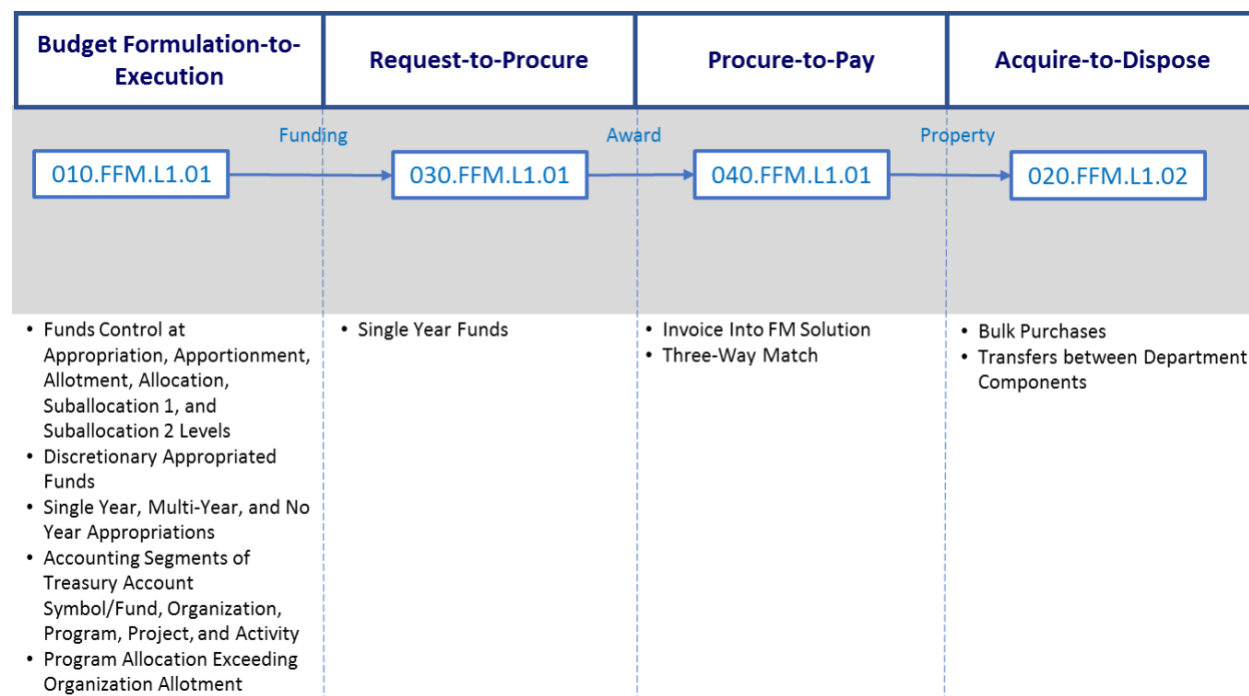 Budget Formulation-to-
Execution
Request-to-Procure
Procure-to-Pay
Acquire-to-Dispose
Funding
Award
Property
010.FFM.L1.01
030.FFM.L1.01
040.FFM.L1.01
020.FFM.L1.02
• Funds Control at
Appropriation, Apportionment,
Allotment, Allocation,
Suballocation 1, and
Suballocation 2 Levels
• Discretionary Appropriated
Funds
• Single Year, Multi-Year, and No
Year Appropriations
• Accounting Segments of
Treasury Account
Symbol/Fund, Organization,
Program, Project, and Activity
• Program Allocation Exceeding
Organization Allotment
• Single Year Funds
• Invoice Into FM Solution
• Three-Way Match
• Bulk Purchases
• Transfers between Department
Components